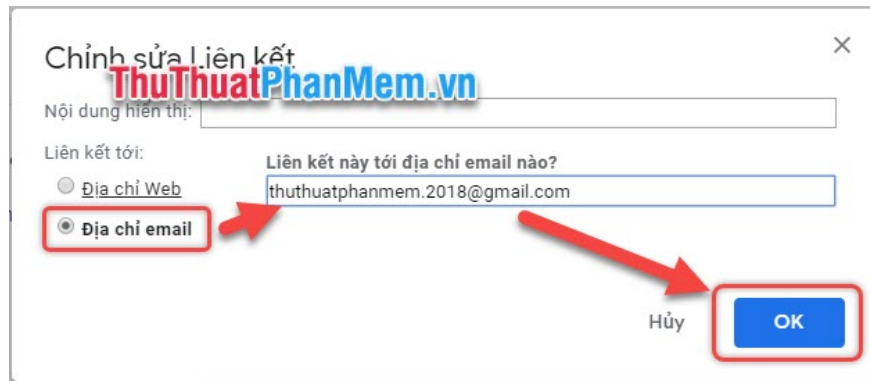 Chỉnh sửa Liên kết
ThuThuatPhanMem.vn
Nội dung hiển thị:
Liên kết tới:
Liên kết này tới địa chỉ email nào?
Địa chỉ Web
thuthuatphanmem.2018@gmail.com
Địa chỉ email
Hủy
OK